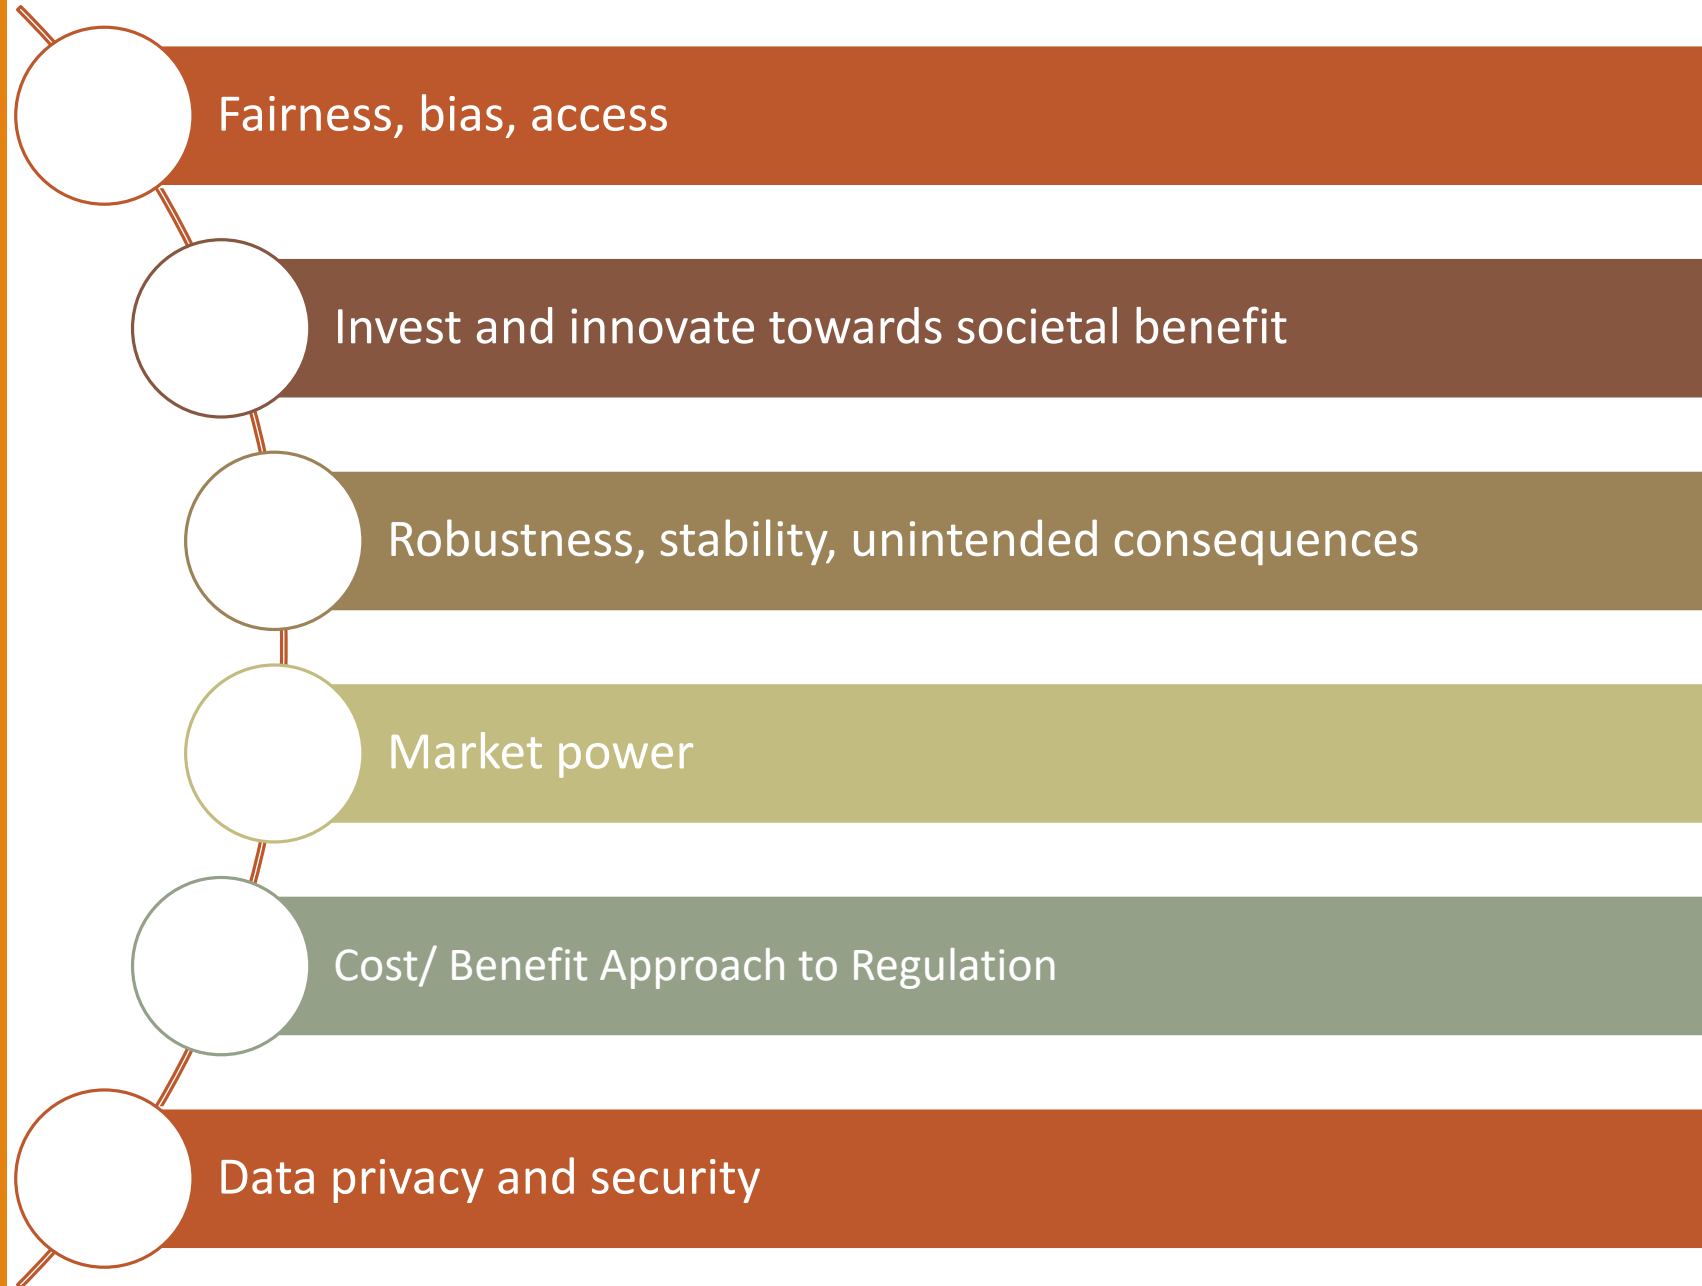 Fairness, bias, access
Invest and innovate towards societal benefit
Robustness, stability, unintended consequences
Market power
Cost/ Benefit Approach to Regulation
Data privacy and security